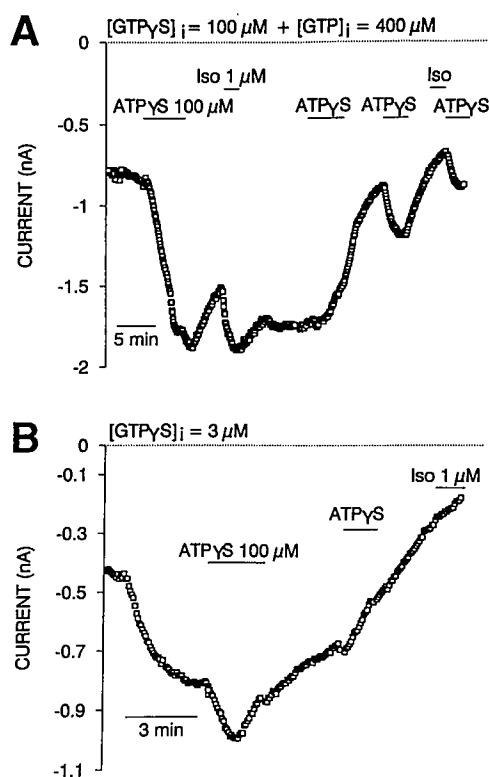 A
[GTPγS]i = 100 μM + [GTP]i = 400 μM
0
Iso 1 μM
Iso
ATPγS 100 μM
ATPγS
ATPγS
ATPγS
-0.5
-1
-1.5
-2
CURRENT (nA)
5 min
B
[GTPγS]i = 3 μM
0
-0.1
Iso 1 μM
ATPγS
-0.3
ATPγS 100 μM
-0.5
-0.7
-0.9
-1.1
CURRENT (nA)
3 min